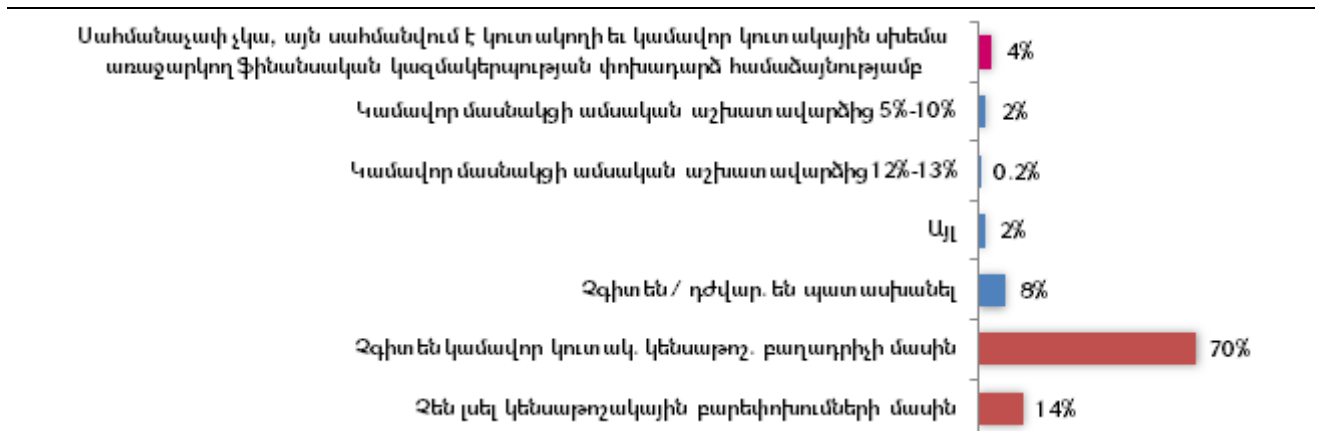 Սահմանաչափ չկա, այն սահմանվում է կուտակողի եւ կամավոր կուտակային սխեմա
առաջարկող ֆինանսական կազմակերպության փոխադարձ համաձայնությամբ
4%
Կամավոր մասնակցի ամսական աշխատավարձից 5%-10%
2%
Կամավոր մասնակցի ամսական աշխատավարձից 12%-13%
0.2%
Այլ
2%
Չգիտեն/ դժվար. են պատասխանել
8%
Չգիտեն կամավոր կուտակ. կենսաթոշ. բաղադրիչի մասին
70%
Չեն լսել կենսաթոշակային բարեփոխումների մասին
14%